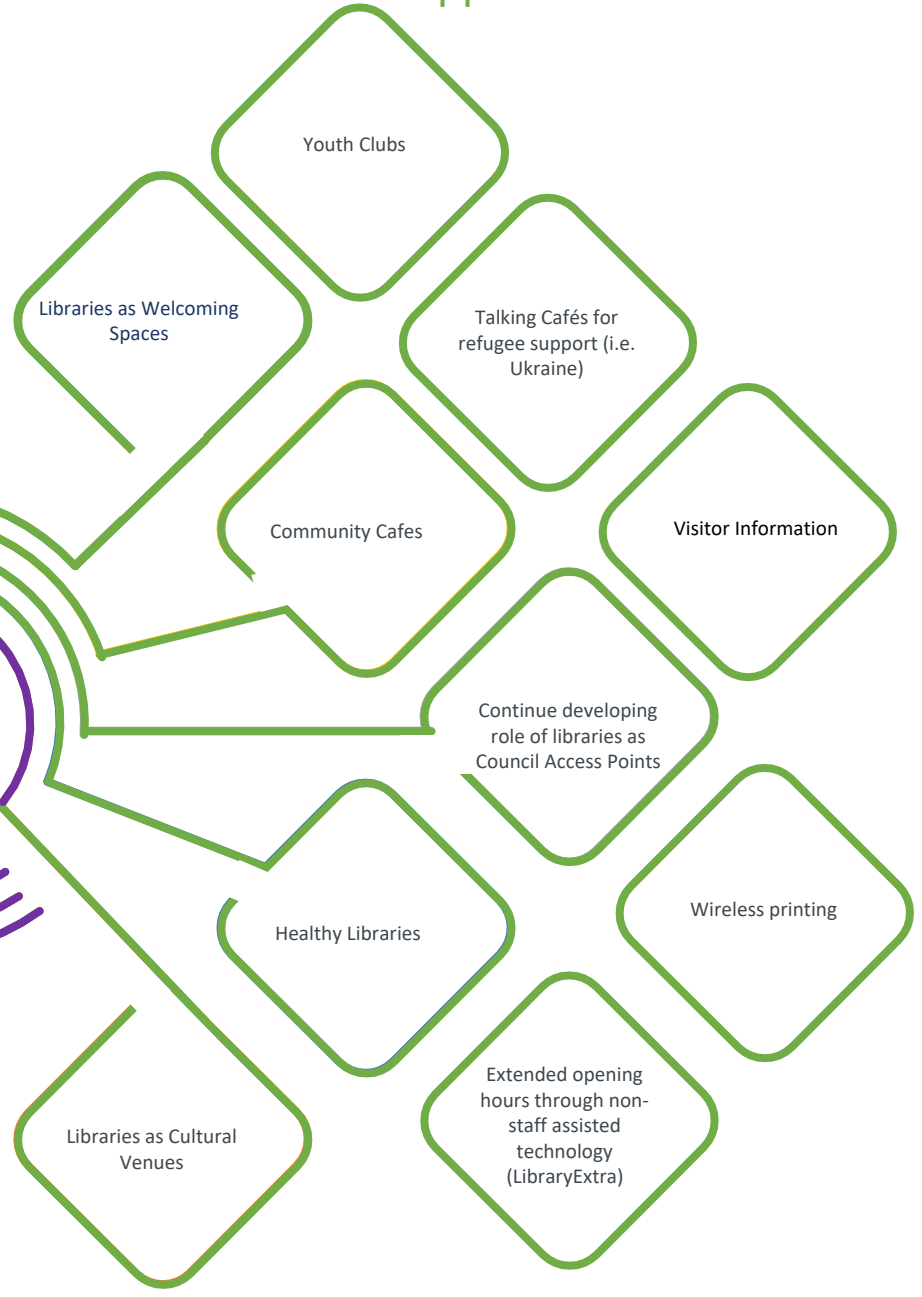 pp
Youth Clubs
Libraries as Welcoming
Spaces
Talking Cafés for
refugee support (i.e.
Ukraine)
Community Cafes
Visitor Information
Continue developing
role of libraries as
Council Access Points
Wireless printing
Healthy Libraries
Extended opening
hours through non-
staff assisted
technology
(LibraryExtra)
Libraries as Cultural
Venues